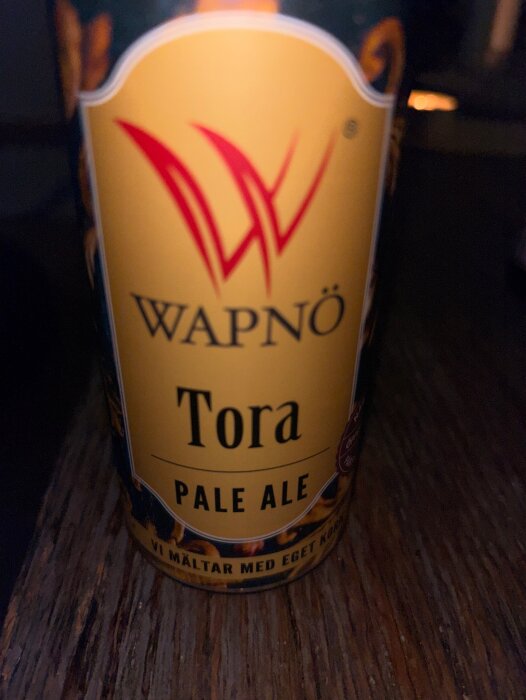 ®
WAPNÖ
Tora
PALE ALE
VI MÄLTAR MED EGET